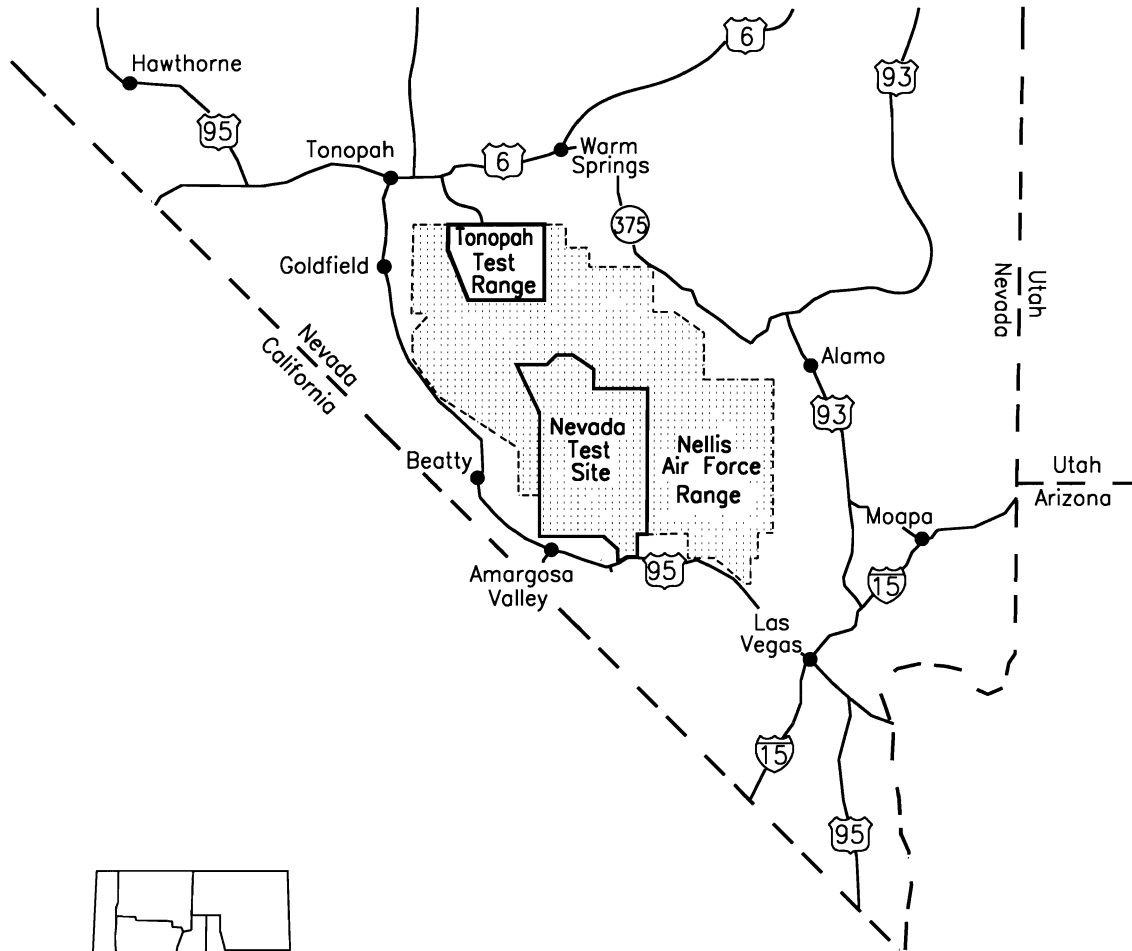 6
93
Hawthorne
95
Tonopah
6
Warm
Springs
375
Tonopah
Test
Range
Goldfield
Nevada
California
Utah
Nevada
Alamo
93
Nevada
Test
Site
Nellis
Air Force
Range
Beatty
Utah
Arizona
Moapa
Amargosa
Valley
95
15
Las
Vegas
15
95